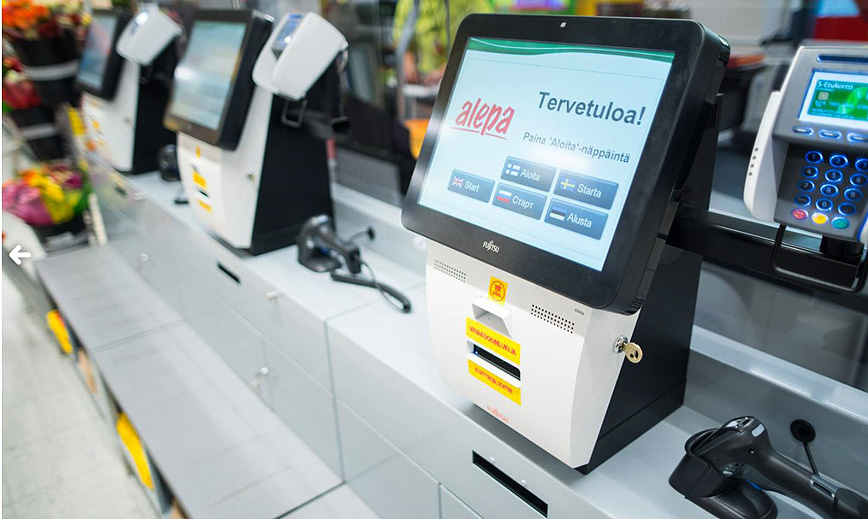 alepa
Tervetuloa!
Paina 'Aloita'-näppäintä
Start
Aloita
Starta
Старт
Alusta
FUJITSU
S-Etukortti